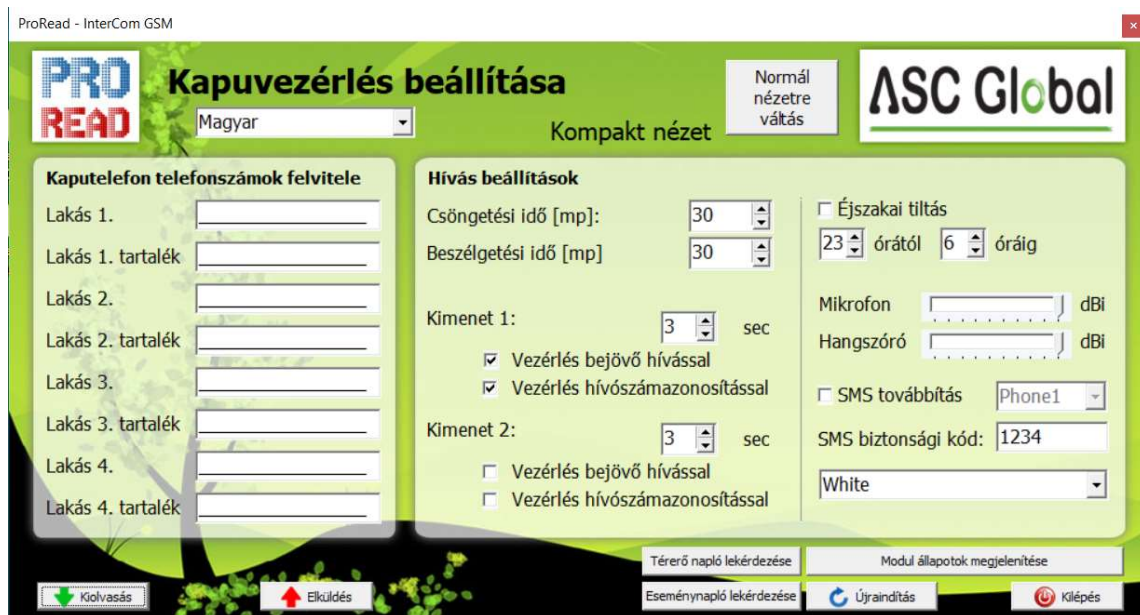 ProRead - InterCom GSM
PRO
READ
Kapuvezérlés beállítása
Magyar
Kompakt nézet
Normál
nézetre
váltás
ASC Global
Kaputelefon telefonszámok felvitele
Lakás 1.
Lakás 1. tartalék
Lakás 2.
Lakás 2. tartalék
Lakás 3.
Lakás 3. tartalék
Lakás 4.
Lakás 4. tartalék
Hívás beállítások
Csöngetési idő [mp]: 30
Beszélgetési idő [mp] 30
Kimenet 1: 3 sec
Vezérlés bejövő hívással
Vezérlés hívószámazonosítással
Kimenet 2: 3 sec
Vezérlés bejövő hívással
Vezérlés hívószámazonosítással
Éjszakai tiltás
23 órától 6 óráig
Mikrofon dBi
Hangszóró dBi
SMS továbbítás Phone1
SMS biztonsági kód: 1234
White
Térerő napló lekérdezése Modul állapotok megjelenítése
Kiolvasás Elküldés Eseménynapló lekérdezése Újraindítás Kilépés